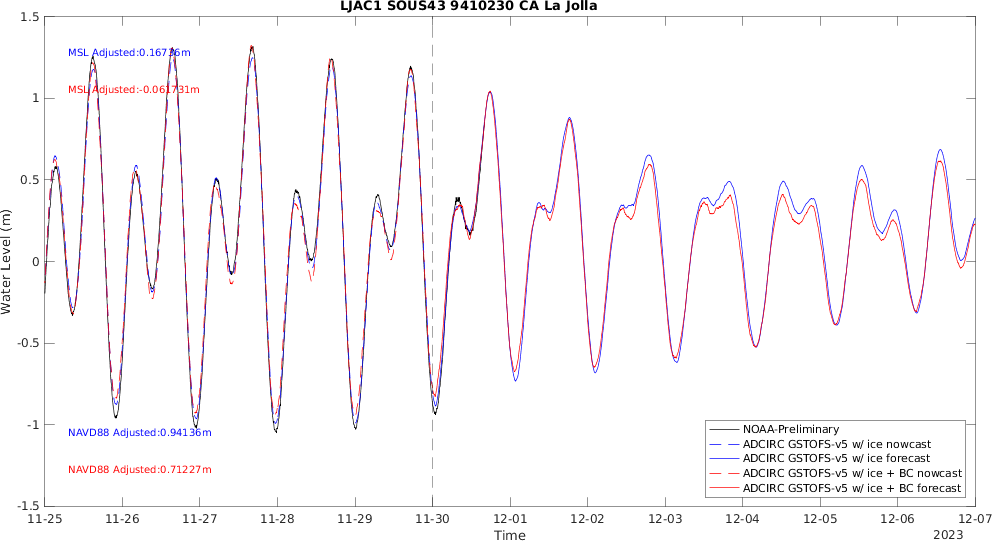 LJAC1 SOUS43 9410230 CA La Jolla
1.5
1
0.5
0
-0.5
-1
-1.5
Water Level (m)
MSL Adjusted:0.16736m
MSL Adjusted:-0.061731m
NAVD88 Adjusted:0.94136m
NAVD88 Adjusted:0.71227m
NOAA-Preliminary
ADCIRC GSTOFS-v5 w/ ice nowcast
ADCIRC GSTOFS-v5 w/ ice forecast
ADCIRC GSTOFS-v5 w/ ice + BC nowcast
ADCIRC GSTOFS-v5 w/ ice + BC forecast
11-25 11-26 11-27 11-28 11-29 11-30 12-01 12-02 12-03 12-04 12-05 12-06 12-07
Time
2023